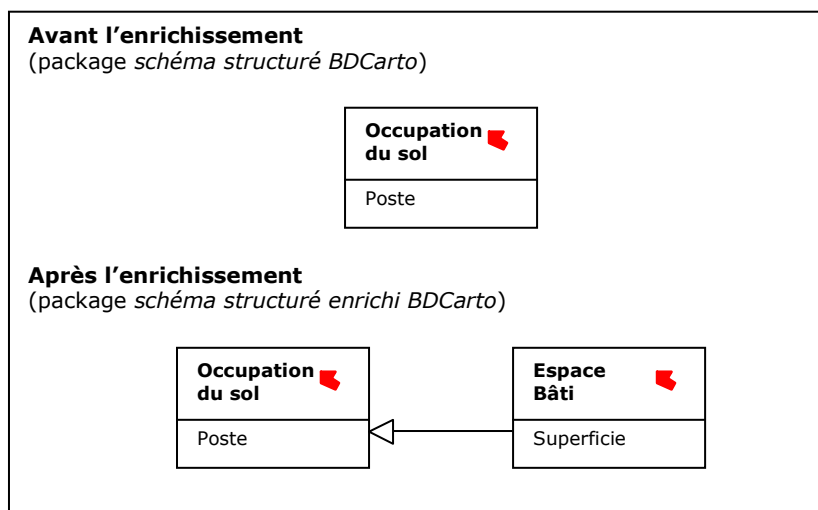 Avant l'enrichissement
(package schéma structuré BDCarto)
Occupation
du sol
Poste
Après l'enrichissement
(package schéma structuré enrichi BDCarto)
Occupation
du sol
Poste
Espace
Bâti
Superficie